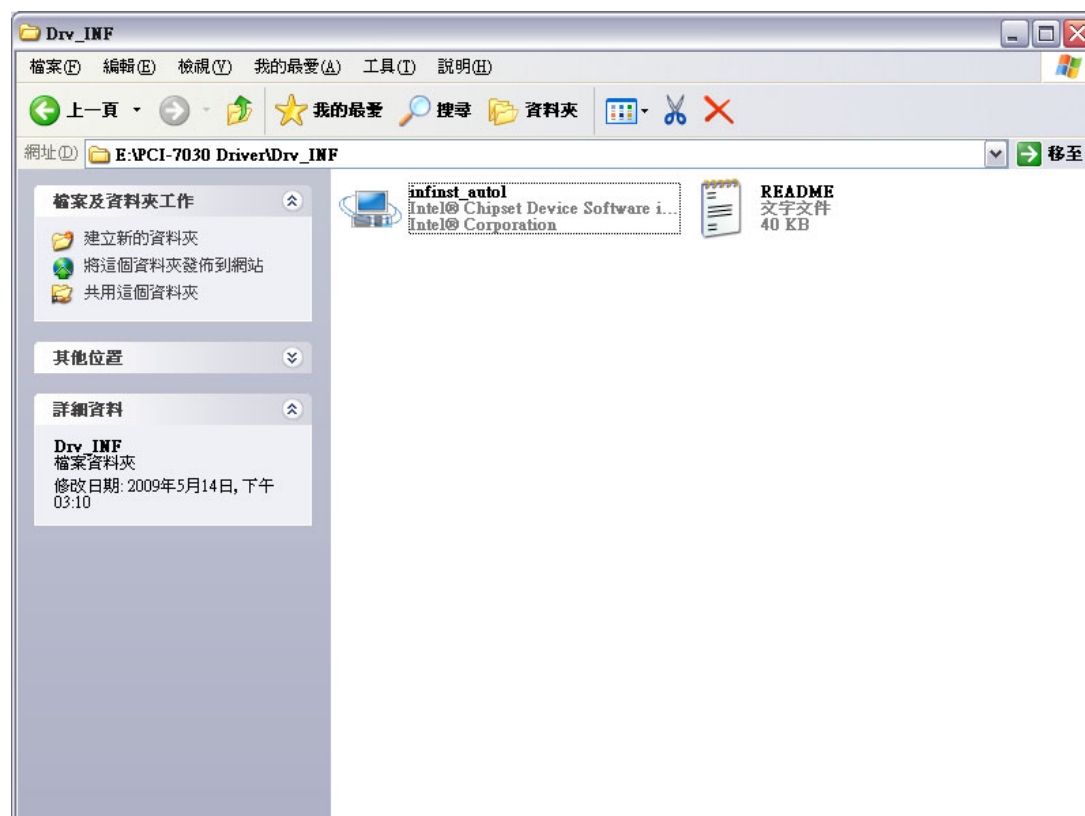 Drv_INF
檔案(F) 編輯(E) 檢視(V) 我的最愛(A) 工具(T) 說明(H)
上一頁 我的最愛 搜尋 資料夾
網址(D) E:\PCI-7030 Driver\Drv_INF 移至
檔案及資料夾工作
建立新的資料夾
將這個資料夾發佈到網站
共用這個資料夾
其他位置
詳細資料
Drv_INF
檔案資料夾
修改日期: 2009年5月14日, 下午
03:10
infinst_autol
Intel® Chipset Device Software i...
Intel® Corporation
README
文字文件
40 KB